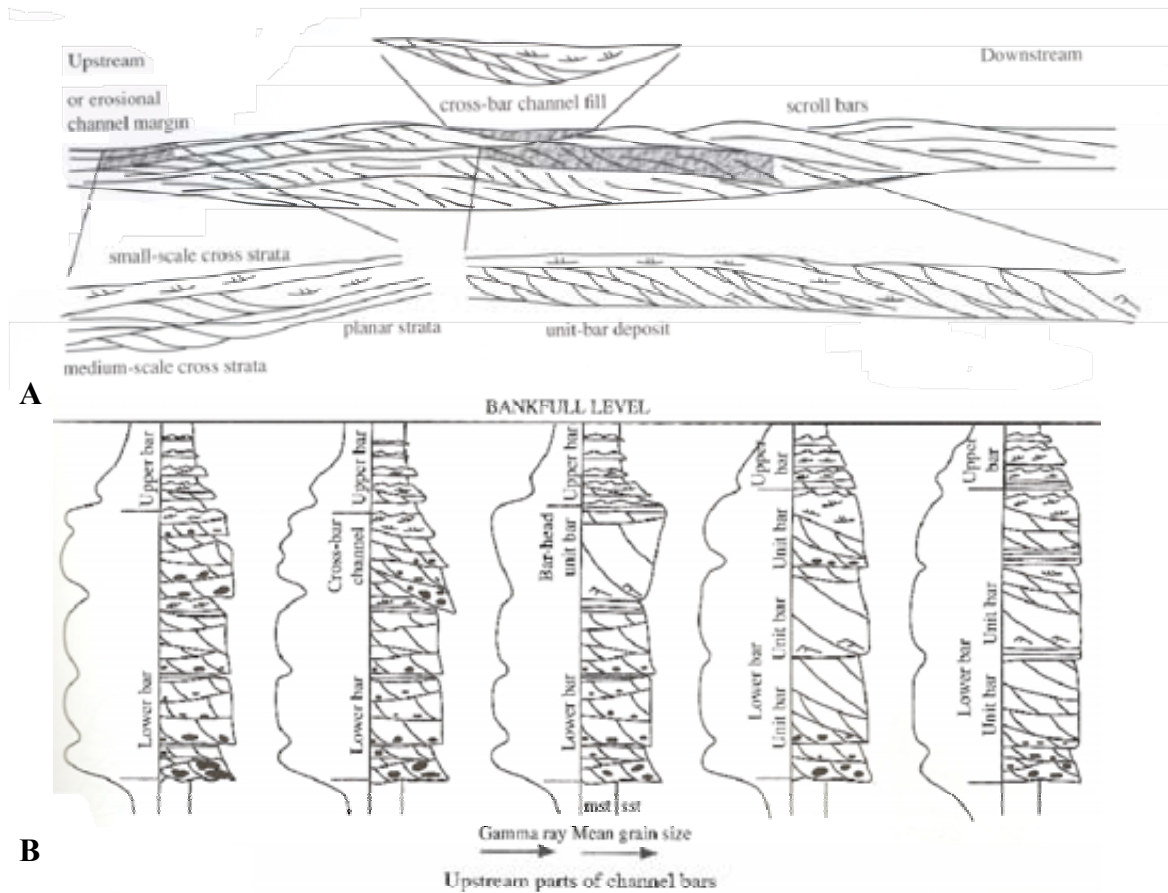 Upstream
or erosional
channel margin
Downstream
cross-bar channel fill
scroll bars
small-scale cross strata
planar strata
unit-bar deposit
medium-scale cross strata
A
BANKFULL LEVEL
Upper bar
Lower bar
Upper bar
Cross-bar
channel
Lower bar
Upper bar
Bar-head
unit bar
Lower bar
Upper
bar
Unit bar
Unit bar
Unit bar
Lower bar
Upper
bar
Unit bar
Unit bar
Lower bar
mst sst
Gamma ray Mean grain size
B
Upstream parts of channel bars